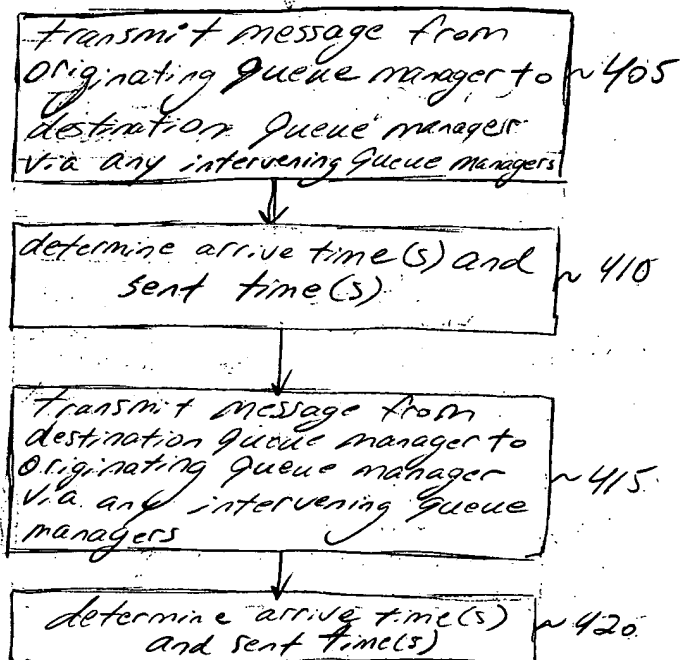 transmit message from
originating queue manager to ~ 405
destination queue manager
via any intervening queue managers
determine arrive time(s) and
sent time(s) ~ 410
transmit message from
destination queue manager to
originating queue manager
via any intervening queue ~ 415
managers
determine arrive time(s)
and sent time(s) ~ 420